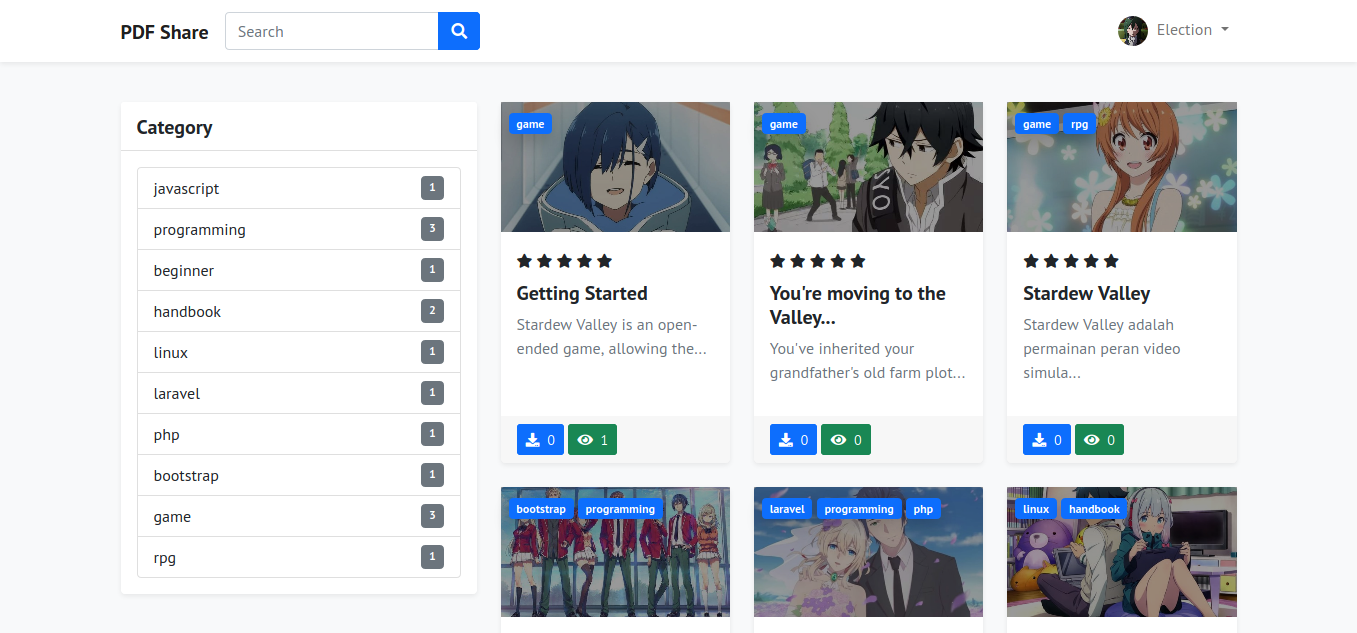 PDF Share
Search
Election
Category
javascript 1
programming 3
beginner 1
handbook 2
linux 1
laravel 1
php 1
bootstrap 1
game 3
rpg 1
game
Getting Started
Stardew Valley is an open-
ended game, allowing the...
0 1
game
You're moving to the
Valley...
You've inherited your
grandfather's old farm plot...
0 0
game rpg
Stardew Valley
Stardew Valley adalah
permainan peran video
simula...
0 0
bootstrap programming
laravel programming php
linux handbook